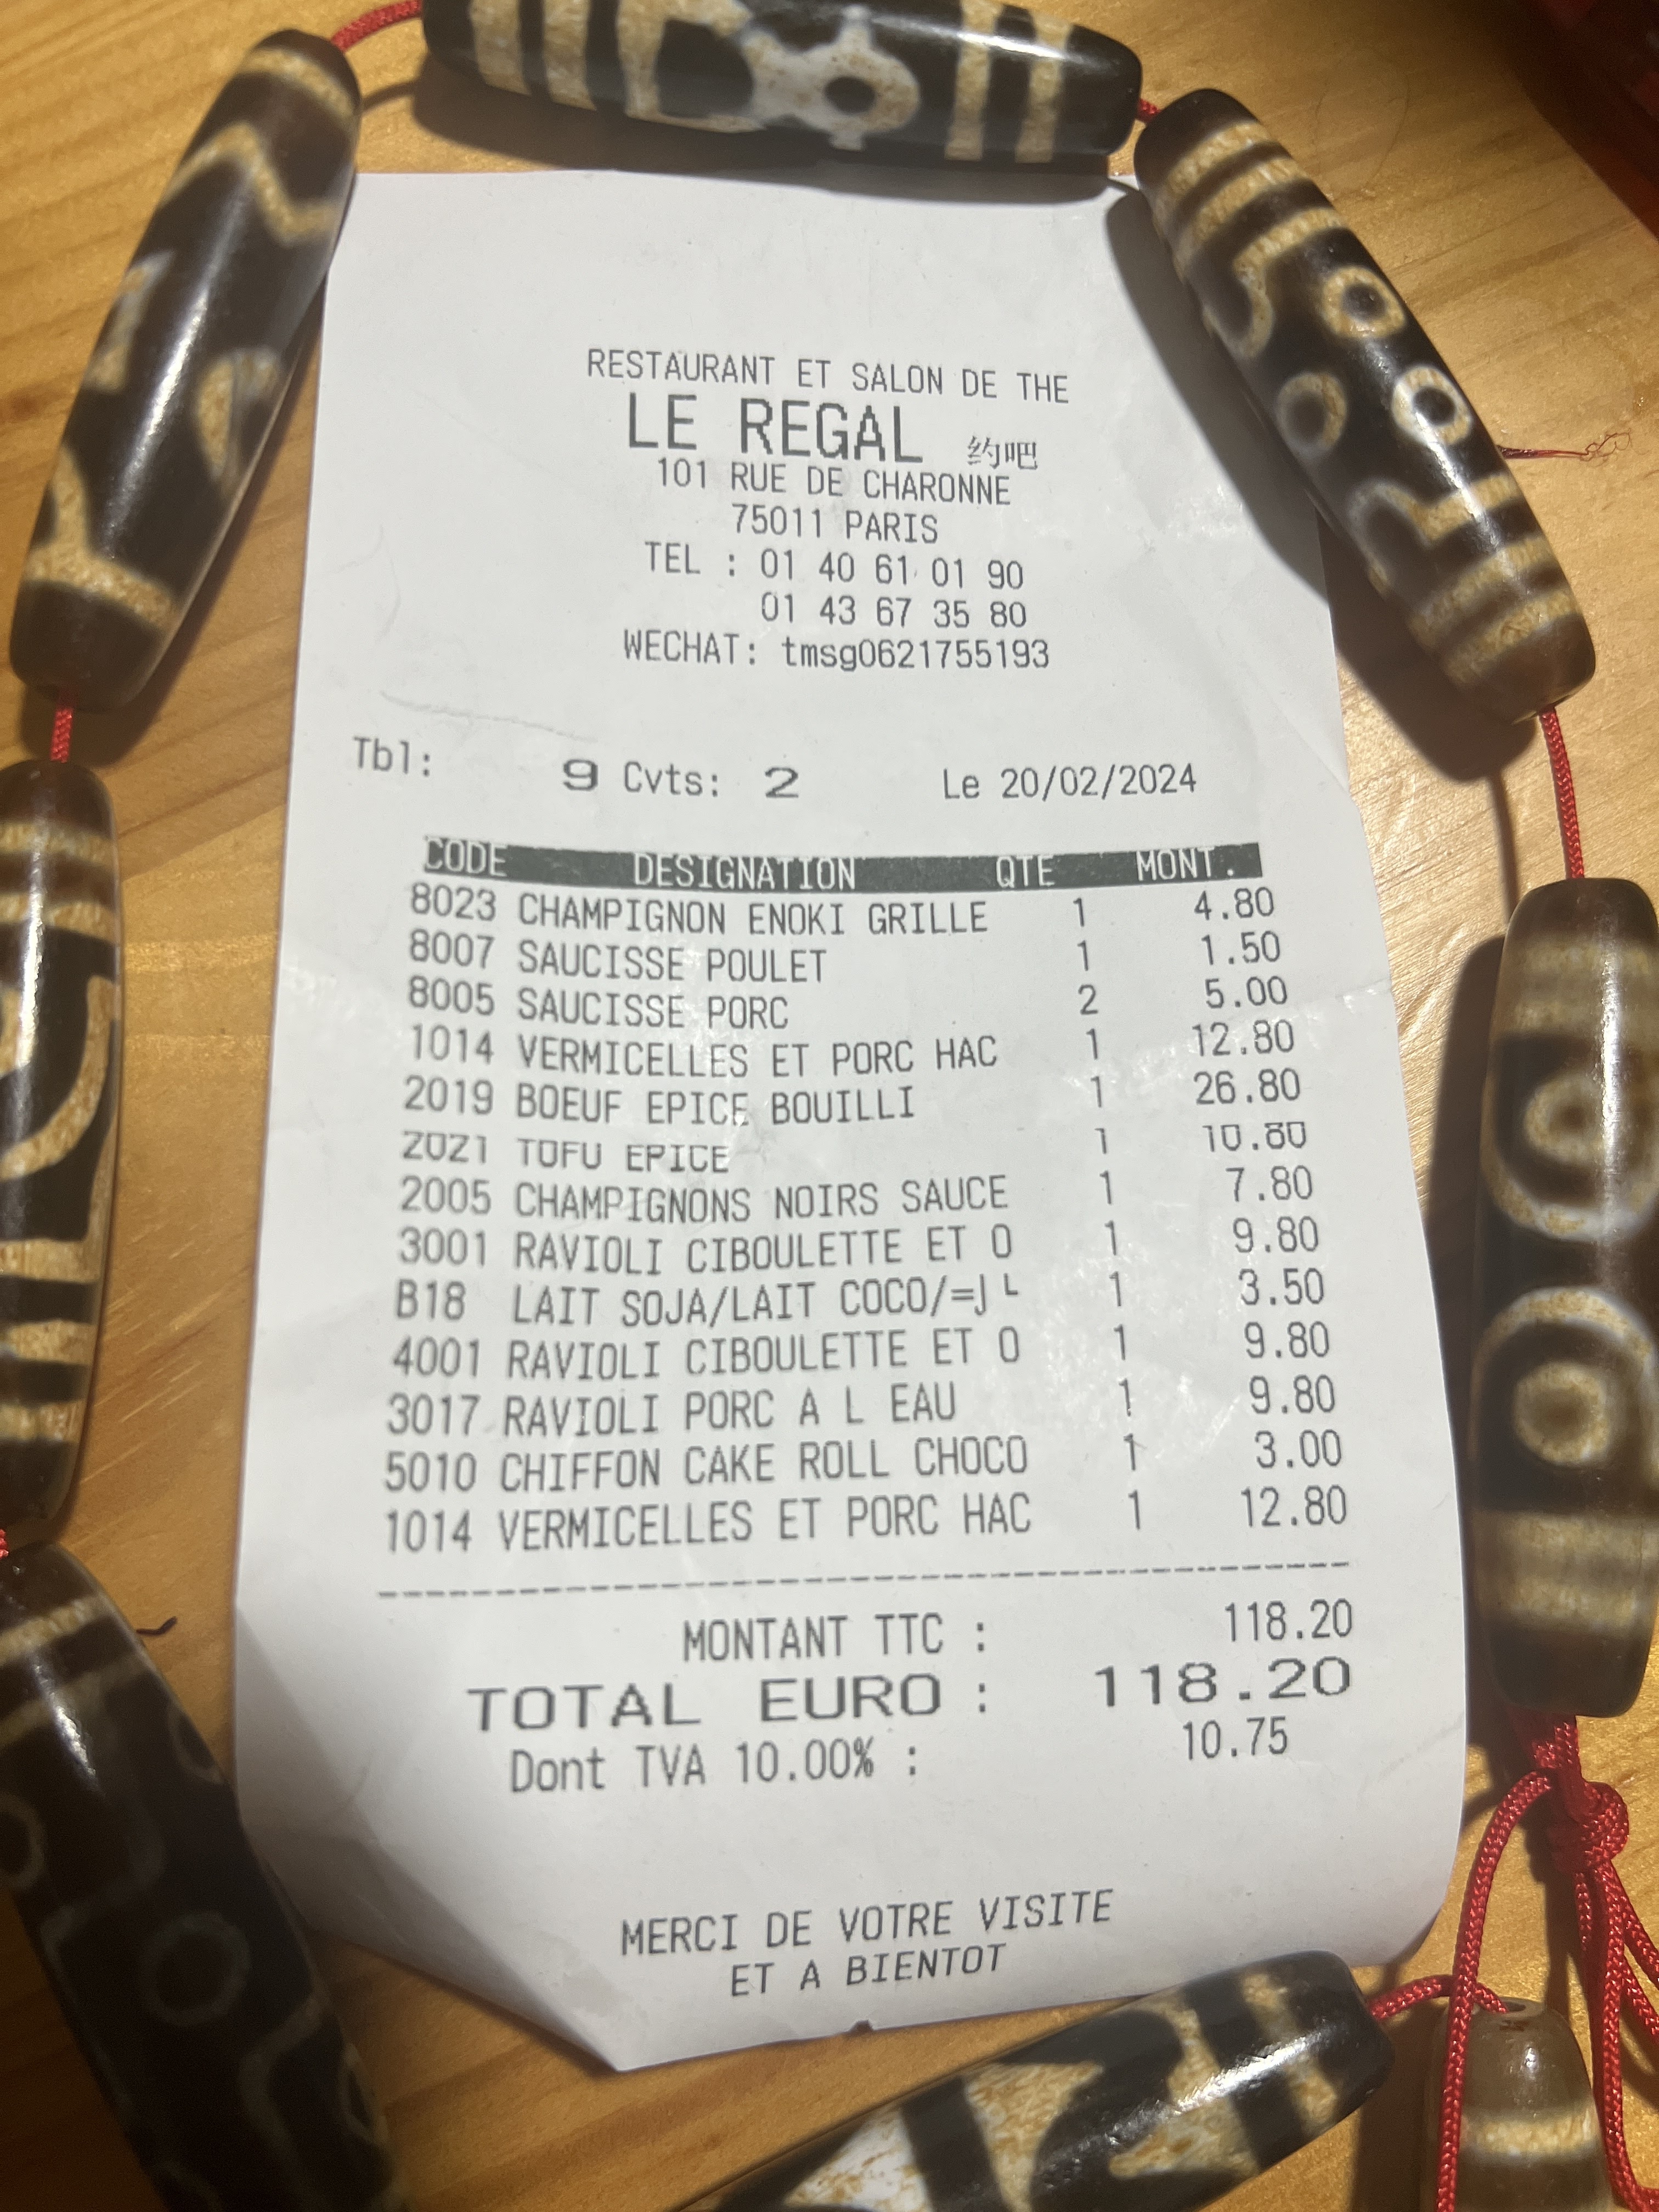 RESTAURANT ET SALON DE THE
LE REGAL 约吧
101 RUE DE CHARONNE
75011 PARIS
TEL : 01 40 61 01 90
01 43 67 35 80
WECHAT: tmsg0621755193
Tbl: 9 Cvts: 2 Le 20/02/2024
CODE DESIGNATION QTE MONT.
8023 CHAMPIGNON ENOKI GRILLE 1 4.80
8007 SAUCISSE POULET 1 1.50
8005 SAUCISSE PORC 2 5.00
1014 VERMICELLES ET PORC HAC 1 12.80
2019 BOEUF EPICE BOUILLI 1 26.80
2021 TOFU EPICE 1 10.80
2005 CHAMPIGNONS NOIRS SAUCE 1 7.80
3001 RAVIOLI CIBOULETTE ET O 1 9.80
B18 LAIT SOJA/LAIT COCO/=J L 1 3.50
4001 RAVIOLI CIBOULETTE ET O 1 9.80
3017 RAVIOLI PORC A L EAU 1 9.80
5010 CHIFFON CAKE ROLL CHOCO 1 3.00
1014 VERMICELLES ET PORC HAC 1 12.80
MONTANT TTC : 118.20
TOTAL EURO : 118.20
Dont TVA 10.00% : 10.75
MERCI DE VOTRE VISITE
ET A BIENTOT